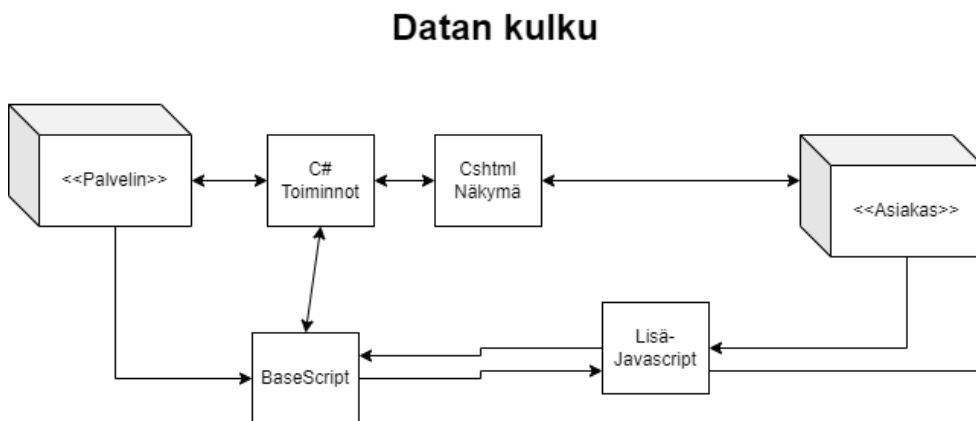 Datan kulku
<<Palvelin>>
C#
Toiminnot
Cshtml
Näkymä
<<Asiakas>>
BaseScript
Lisä-
Javascript